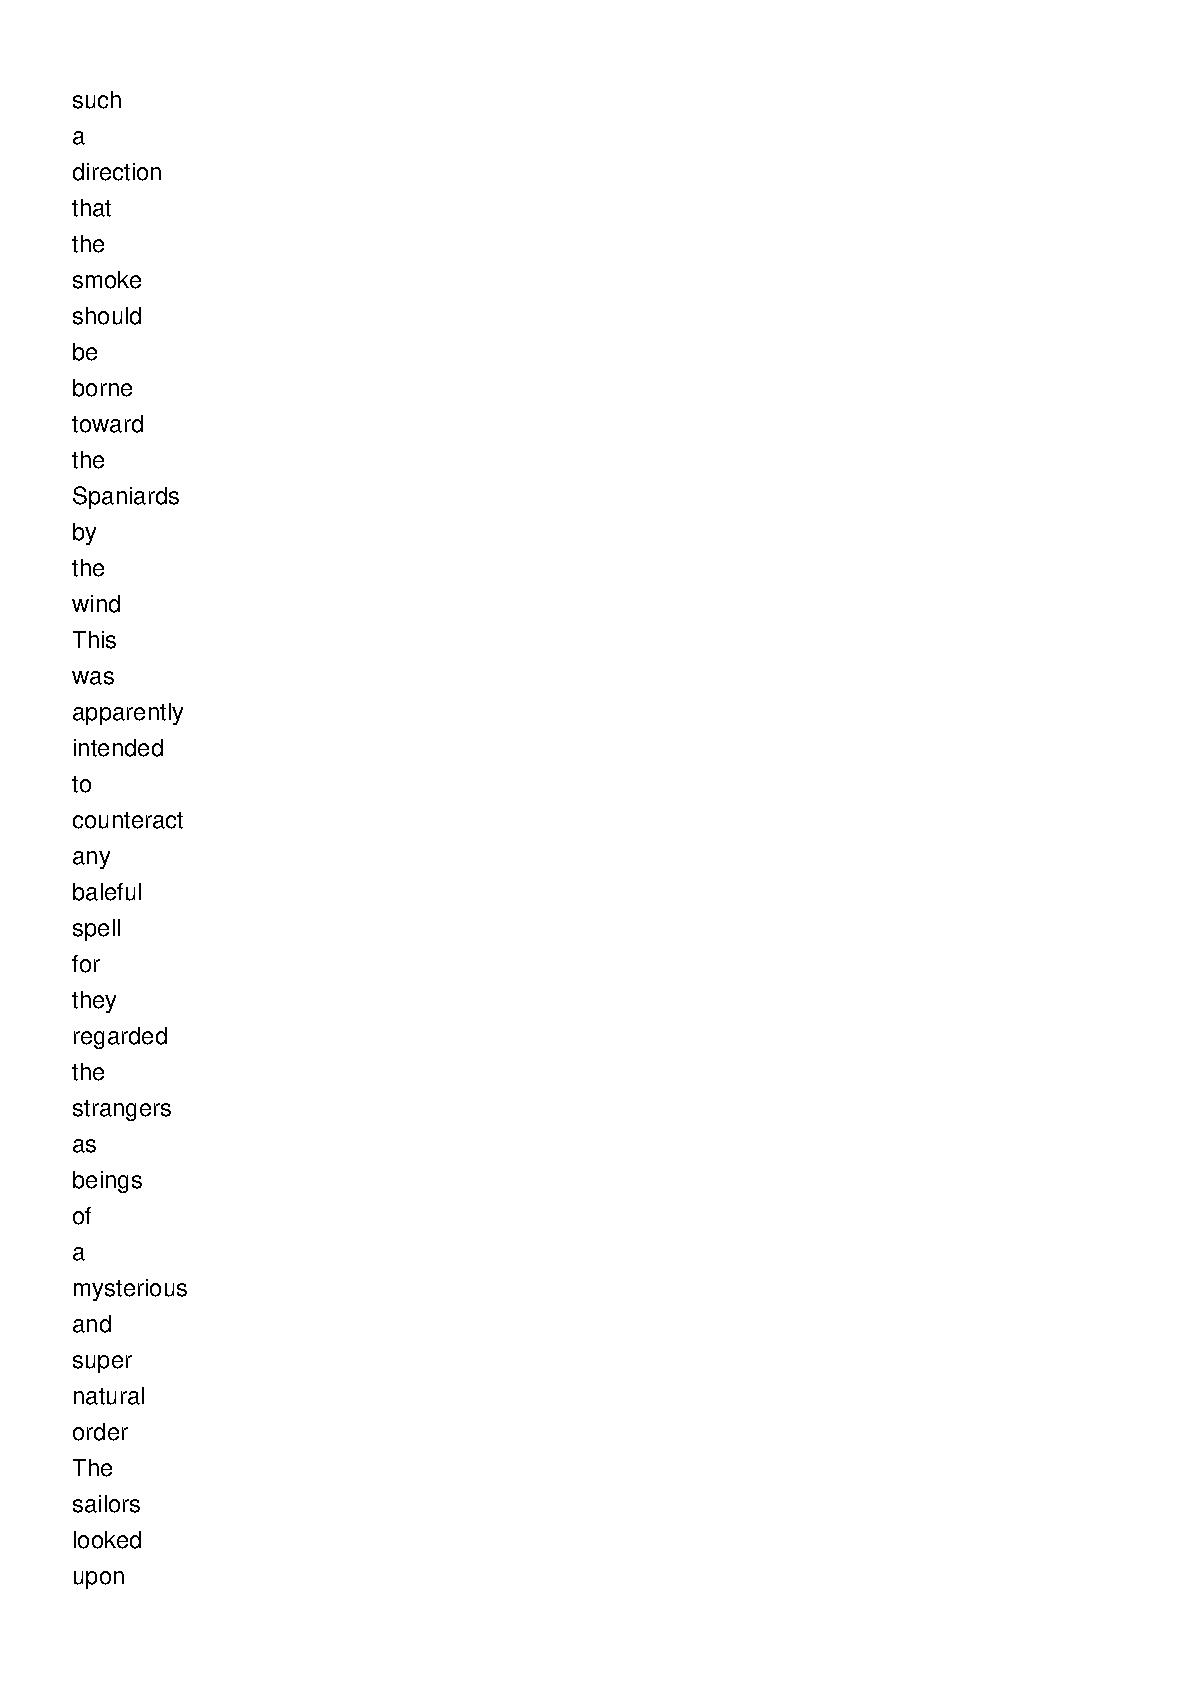 such
a
direction
that
the
smoke
should
be
borne
toward
the
Spaniards
by
the
wind
This
was
apparently
intended
to
counteract
any
baleful
spell
for
they
regarded
the
strangers
as
beings
of
a
mysterious
and
super
natural
order
The
sailors
looked
upon